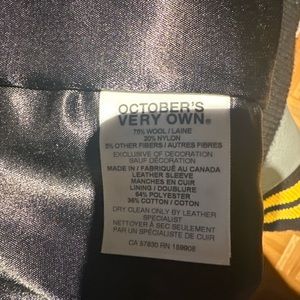 OCTOBER'S
VERY OWN®
75% WOOL / LAINE
20% NYLON
5% OTHER FIBERS / AUTRES FIBRES
EXCLUSIVE OF DECORATION
SAUF DÉCORATION
MADE IN / FABRIQUÉ AU CANADA
LEATHER SLEEVE
MANCHES EN CUIR
LINING / DOUBLURE
64% POLYESTER
36% COTTON / COTON
DRY CLEAN ONLY BY LEATHER
SPECIALIST
NETTOYER À SEC SEULEMENT
PAR UN SPÉCIALISTE DE CUIR
CA 57830 RN 159908